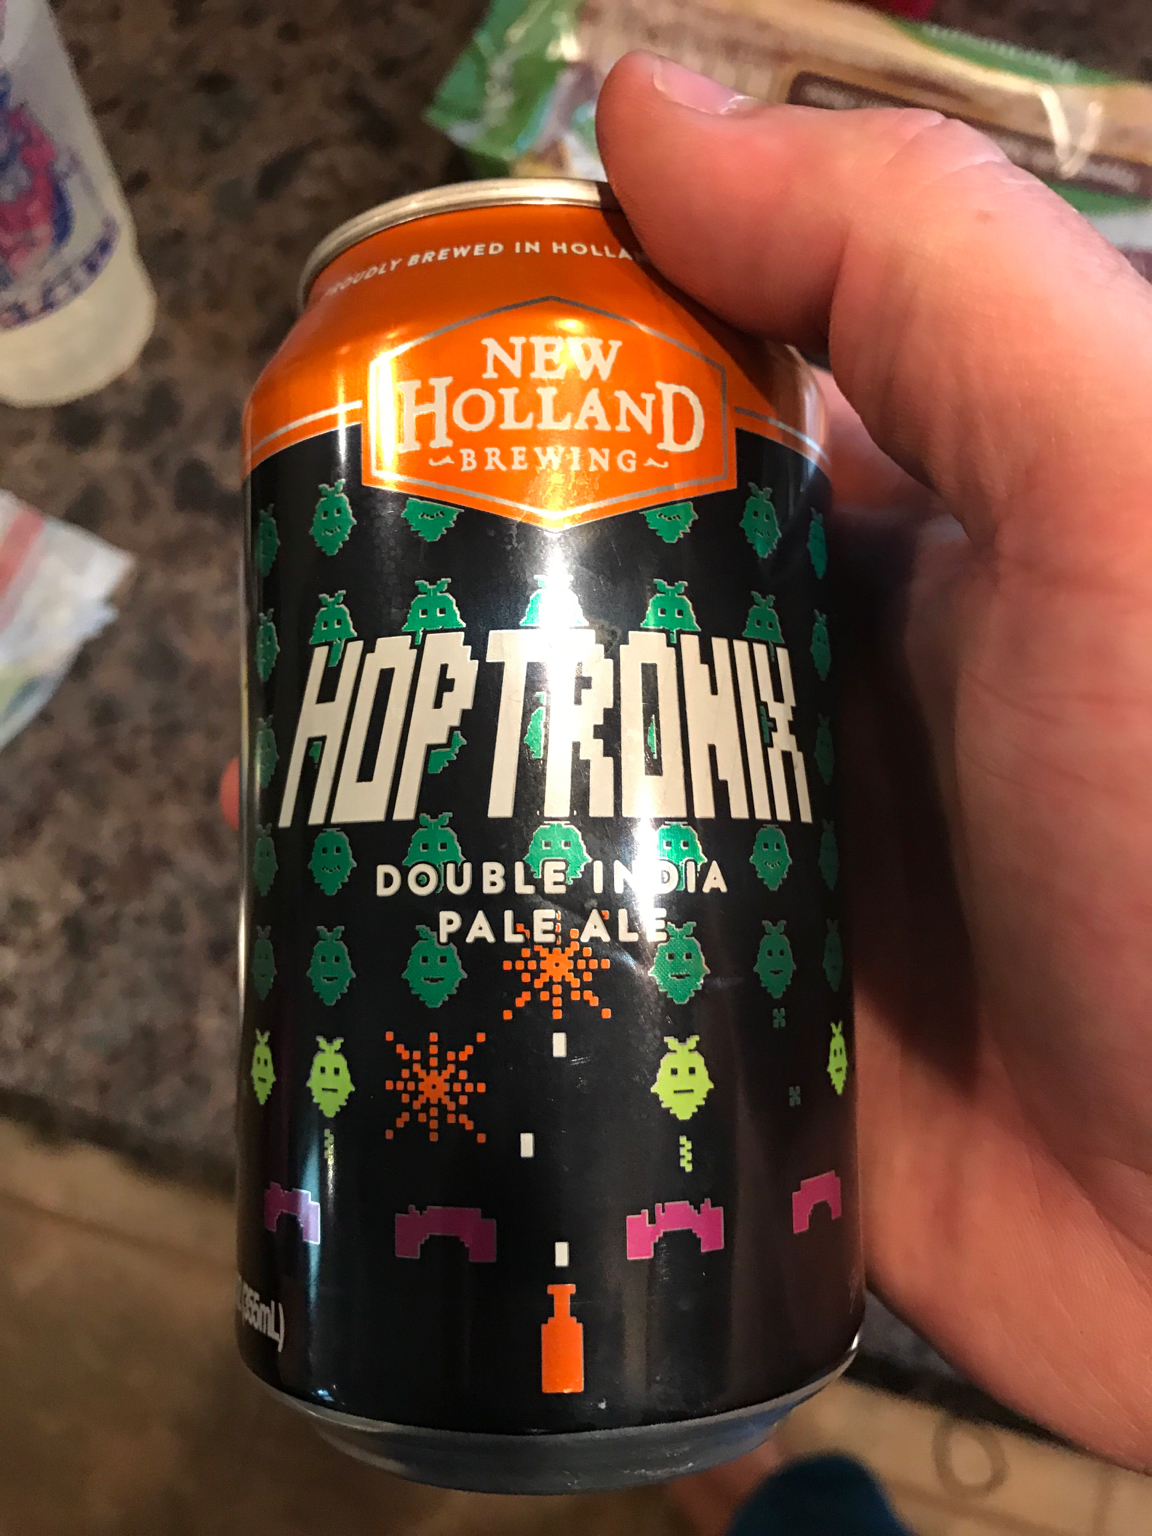 PROUDLY BREWED IN HOLLA
NEW
HOLLAND
~BREWING~
HOPTRONIX
DOUBLE INDIA
PALE ALE
(355mL)